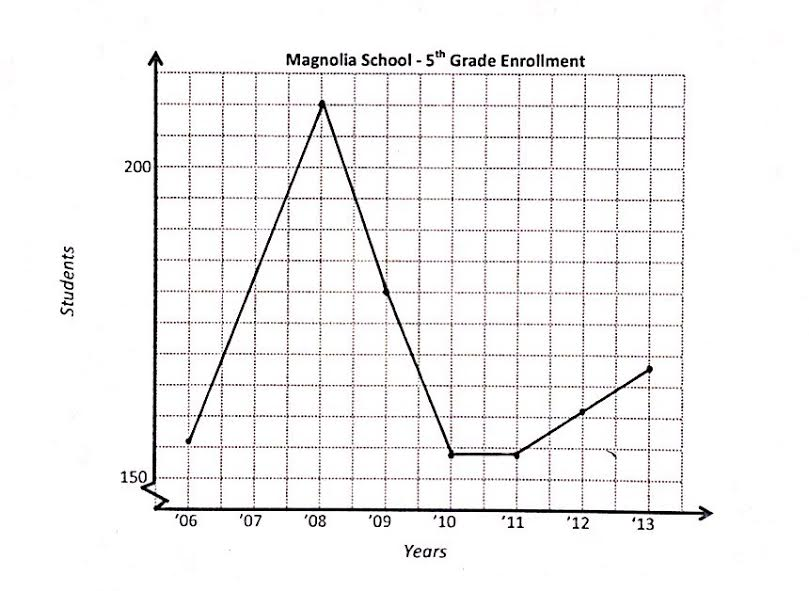 Magnolia School - 5th Grade Enrollment
200
Students
150
'06 '07 '08 '09 '10 '11 '12 '13
Years